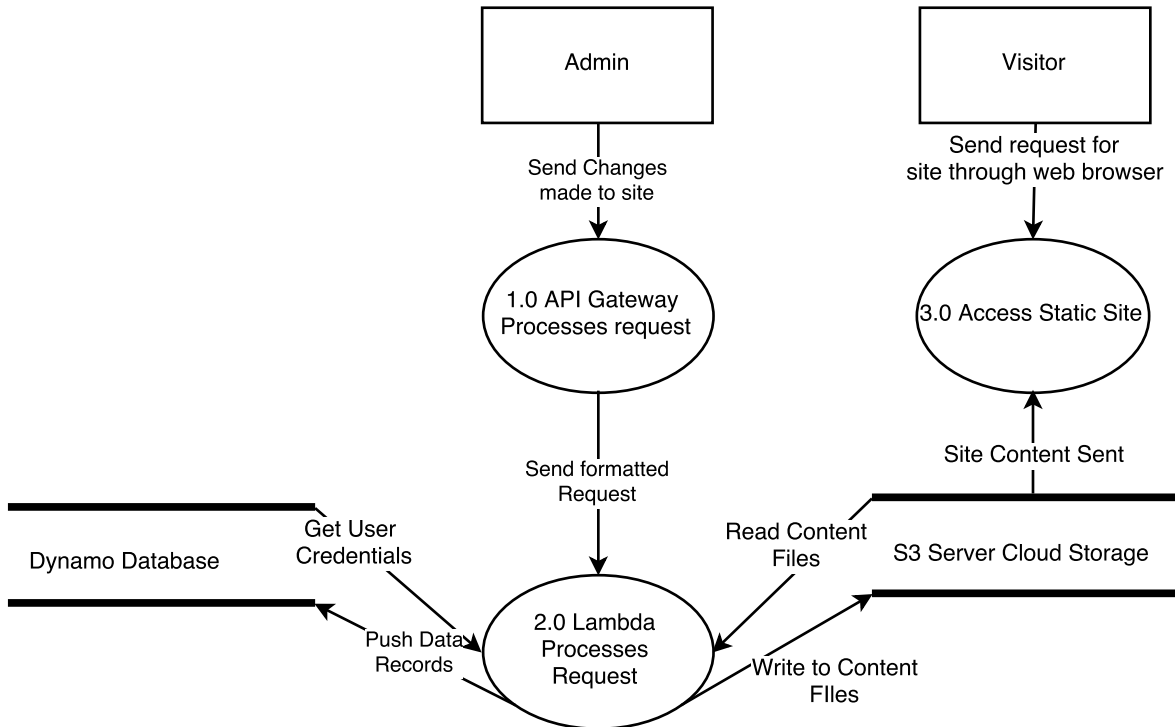 Admin
Visitor
Send Changes
made to site
Send request for
site through web browser
1.0 API Gateway
Processes request
3.0 Access Static Site
Send formatted
Request
Site Content Sent
Get User
Credentials
Read Content
Files
Dynamo Database
S3 Server Cloud Storage
2.0 Lambda
Processes
Request
Push Data
Records
Write to Content
FIles